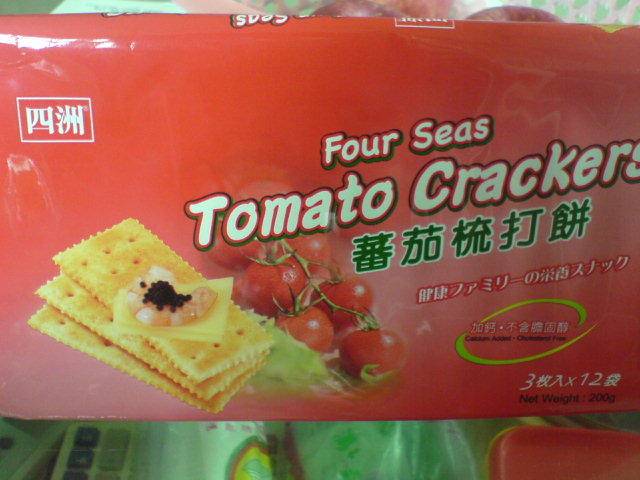 四洲
Four Seas
Tomato Crackers
蕃茄梳打餅
健康ファミリーの栄養スナック
加鈣・不含膽固醇
Calcium Added・Cholesterol Free
3枚入x12袋
Net Weight : 200g